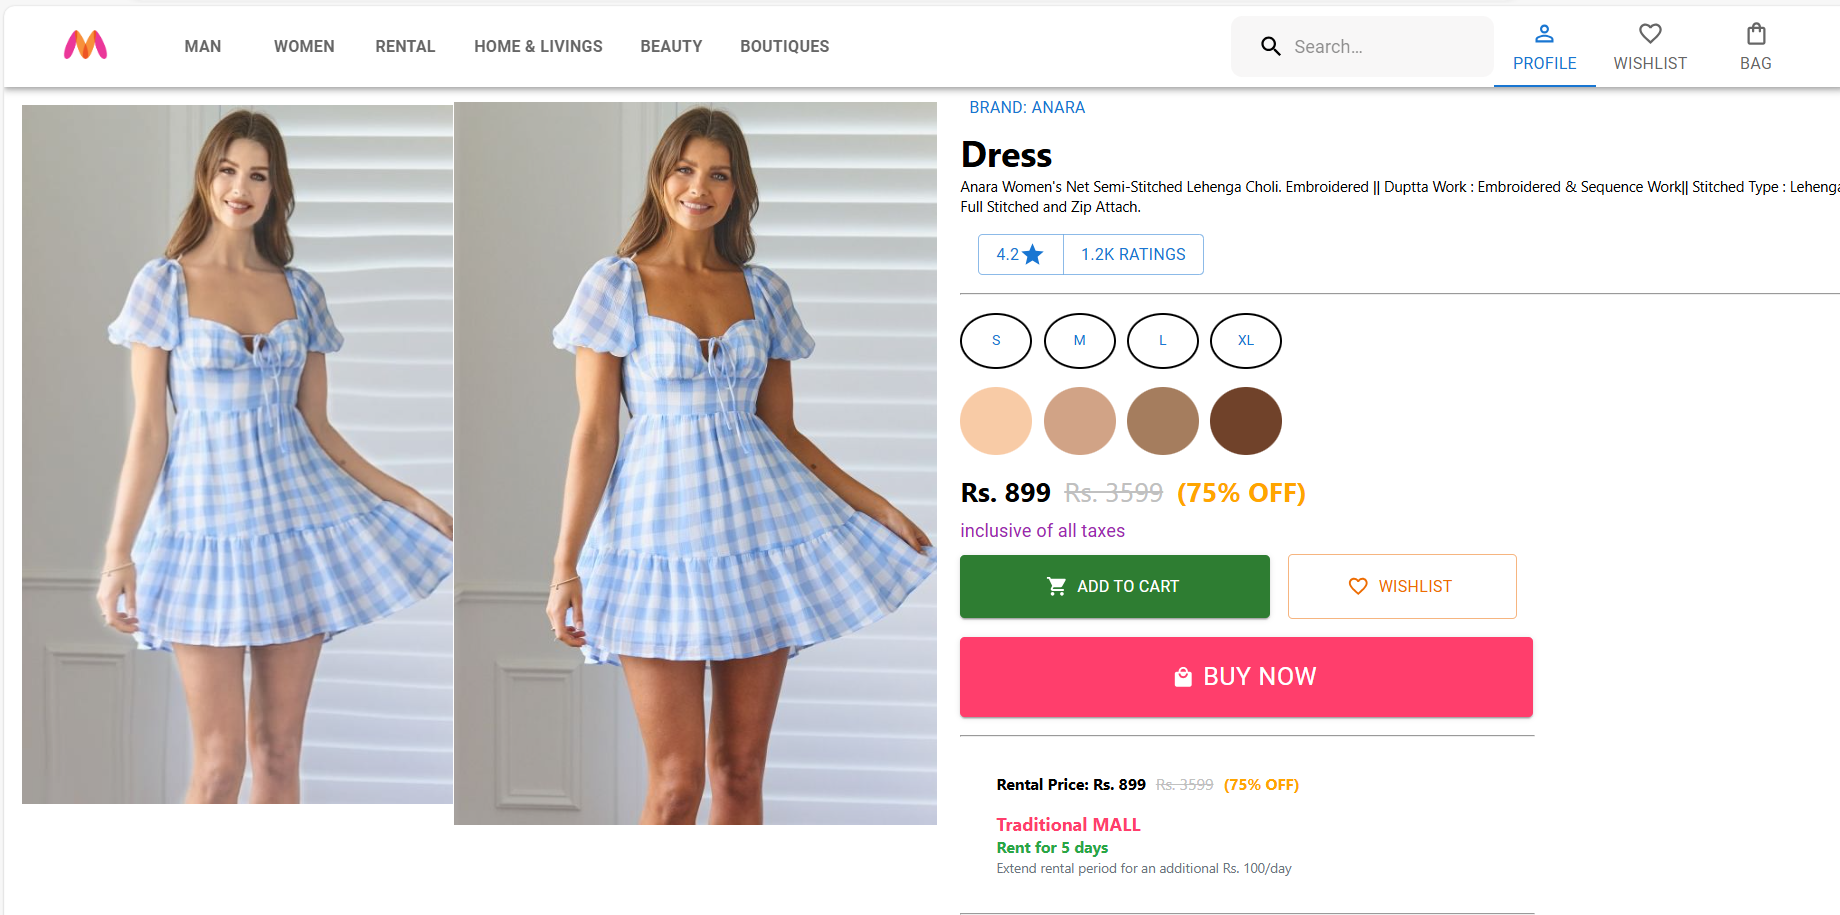 MAN WOMEN RENTAL HOME & LIVINGS BEAUTY BOUTIQUES Search... PROFILE WISHLIST BAG
BRAND: ANARA
Dress
Anara Women's Net Semi-Stitched Lehenga Choli. Embroidered || Duptta Work : Embroidered & Sequence Work|| Stitched Type : Lehenga
Full Stitched and Zip Attach.
4.2 1.2K RATINGS
S M L XL
Rs. 899 Rs. 3599 (75% OFF)
inclusive of all taxes
ADD TO CART WISHLIST
BUY NOW
Rental Price: Rs. 899 Rs. 3599 (75% OFF)
Traditional MALL
Rent for 5 days
Extend rental period for an additional Rs. 100/day